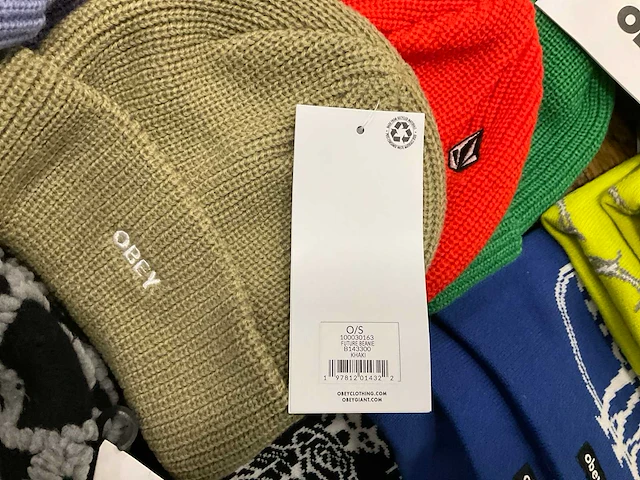 OBEY
O/S
100030163
FUTURE BEANIE
B143300
KHAKI
1 97812 01432 2
OBEYCLOTHING.COM
OBEYGIANT.COM
obey